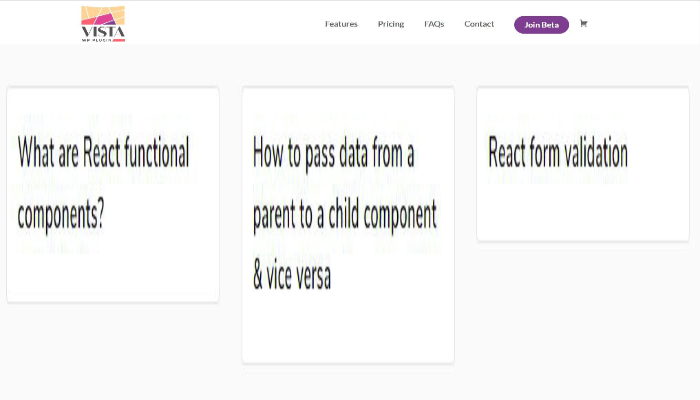 VISTA
WP PLUGIN
Features
Pricing
FAQs
Contact
Join Beta
What are React functional
components?
How to pass data from a
parent to a child component
& vice versa
React form validation